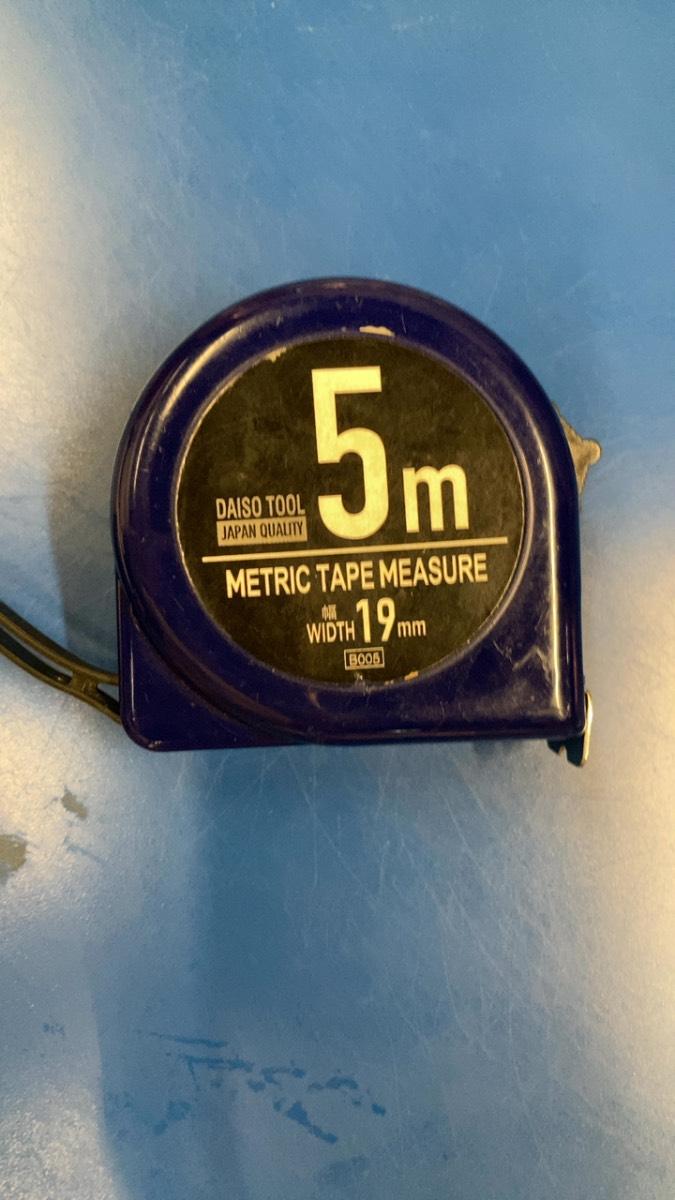 5m
DAISO TOOL
JAPAN QUALITY
METRIC TAPE MEASURE
幅
WIDTH 19mm
B005